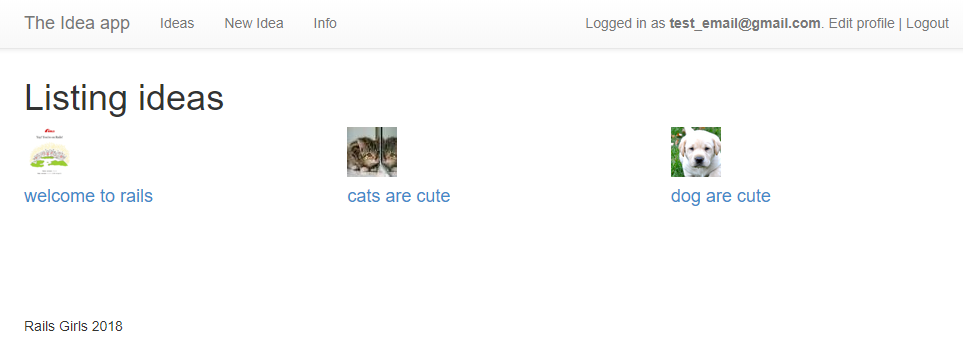 The Idea app Ideas New Idea Info Logged in as test_email@gmail.com. Edit profile | Logout
Listing ideas
welcome to rails cats are cute dog are cute
Rails Girls 2018